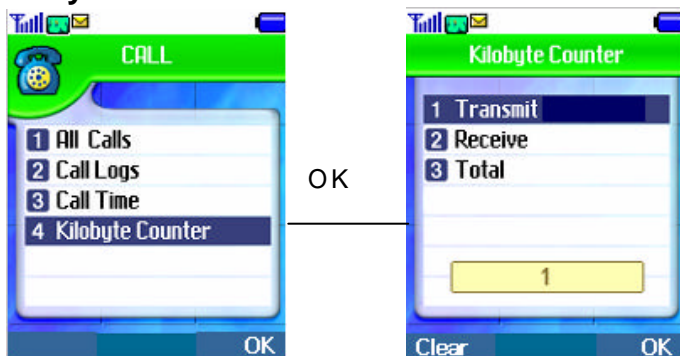 CALL
1 All Calls
2 Call Logs
3 Call Time
4 Kilobyte Counter
OK
OK
Kilobyte Counter
1 Transmit
2 Receive
3 Total
1
Clear
OK